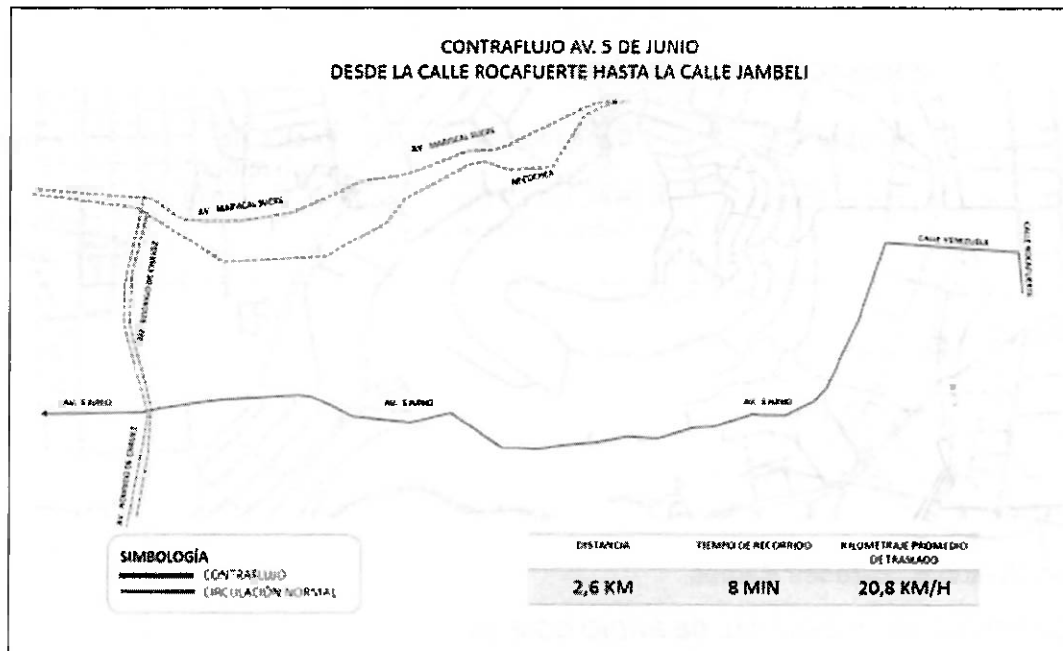 CONTRAFLUJO AV. 5 DE JUNIO
DESDE LA CALLE ROCAFUERTE HASTA LA CALLE JAMBELI
AV. MARISCAL SUCRE
AV. MARISCAL SUCRE
CALLE VENEZUELA
CALLE ROCAFUERTE
AV. 5 JUNIO
AV. 5 JUNIO
AV. 5 JUNIO
SIMBOLOGÍA
CONTRAFLUJO
CIRCULACIÓN NORMAL
DISTANCIA
TIEMPO DE RECORRIDO
KILOMETRAJE PROMEDIO
DE TRASLADO
2,6 KM
8 MIN
20,8 KM/H